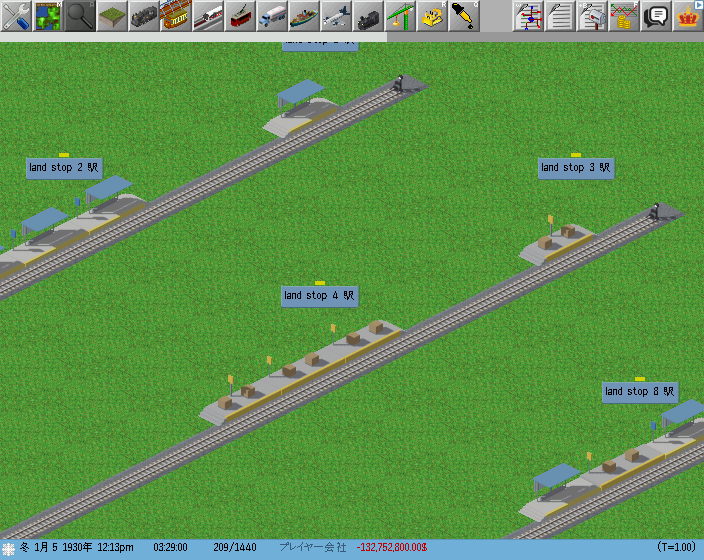 land stop 2 駅
land stop 3 駅
land stop 4 駅
land stop 8 駅
冬 1月 5 1930年 12:13pm 03:29:00 209/1440 プレイヤー会社 -132,752,800.00$ (T=1.00)